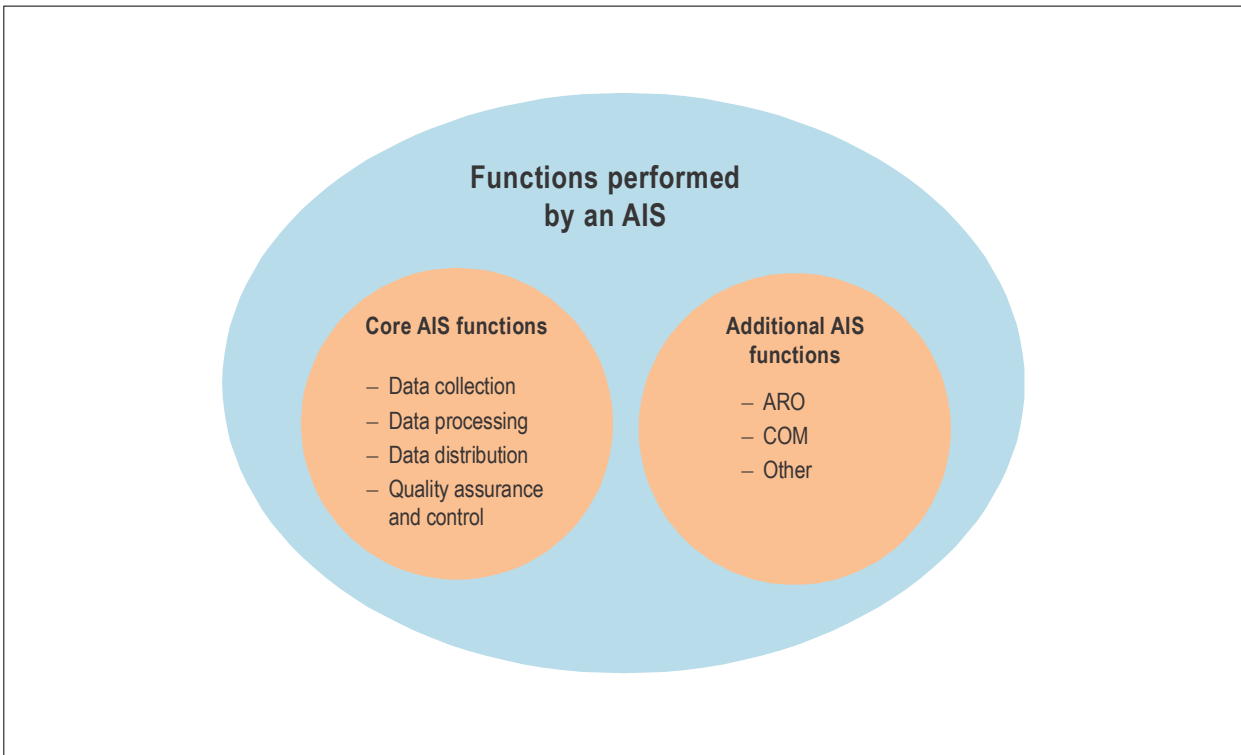 Functions performed
by an AIS
Core AIS functions
– Data collection
– Data processing
– Data distribution
– Quality assurance
and control
Additional AIS
functions
– ARO
– COM
– Other